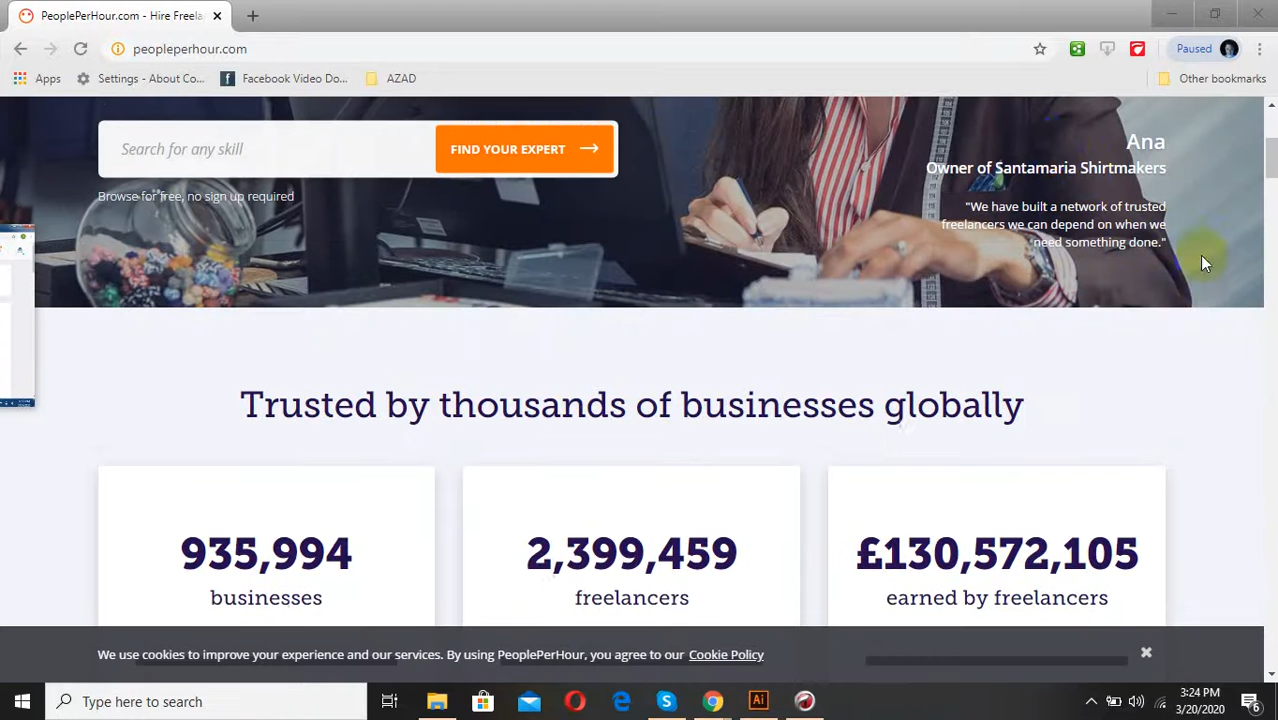 PeoplePerHour.com - Hire Freela
peopleperhour.com
Paused
Apps
Settings - About Co...
Facebook Video Do...
AZAD
Other bookmarks
Search for any skill
FIND YOUR EXPERT
Browse for free, no sign up required
Ana
Owner of Santamaria Shirtmakers
"We have built a network of trusted
freelancers we can depend on when we
need something done."
Trusted by thousands of businesses globally
935,994
businesses
2,399,459
freelancers
£130,572,105
earned by freelancers
We use cookies to improve your experience and our services. By using PeoplePerHour, you agree to our Cookie Policy
Type here to search
Ai
3:24 PM
3/20/2020
6